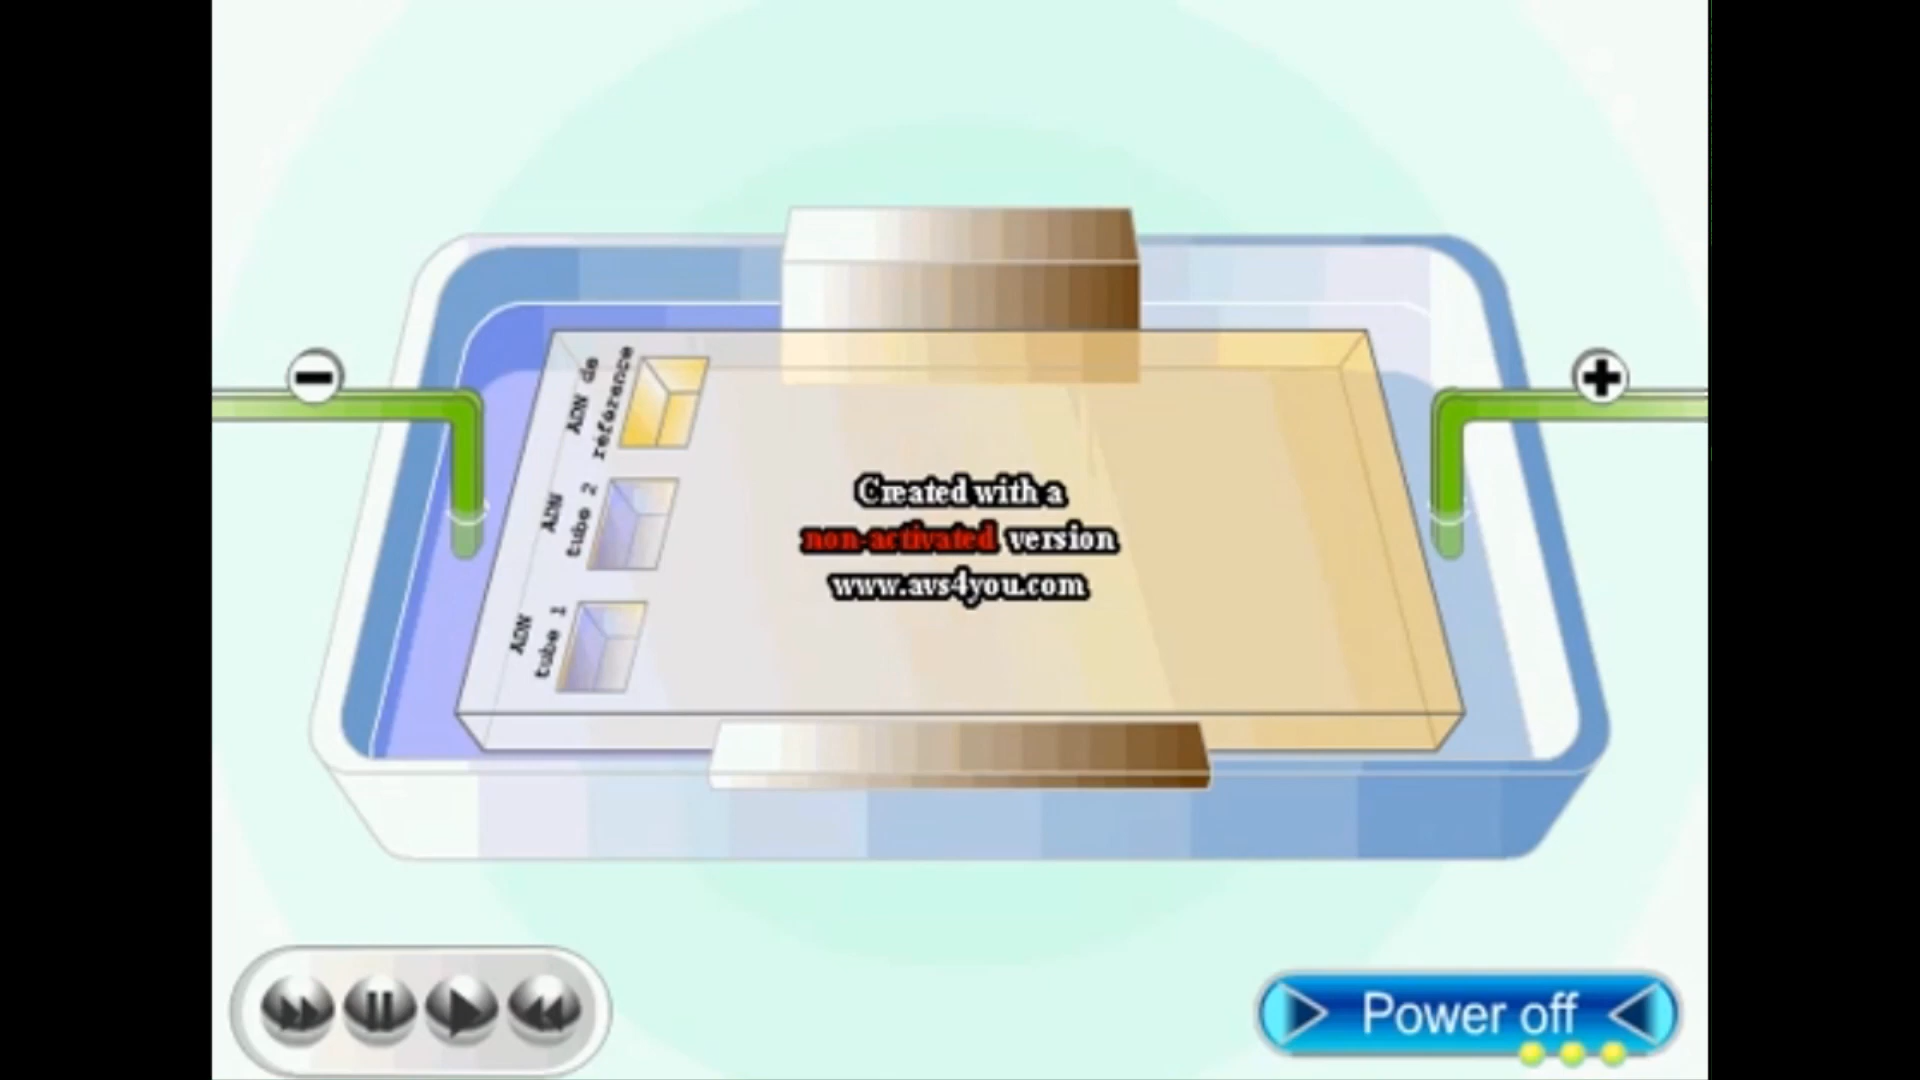 ADN de
référence
ADN
tube 2
ADN
tube 1
Created with a
non-activated version
www.avs4you.com
Power off